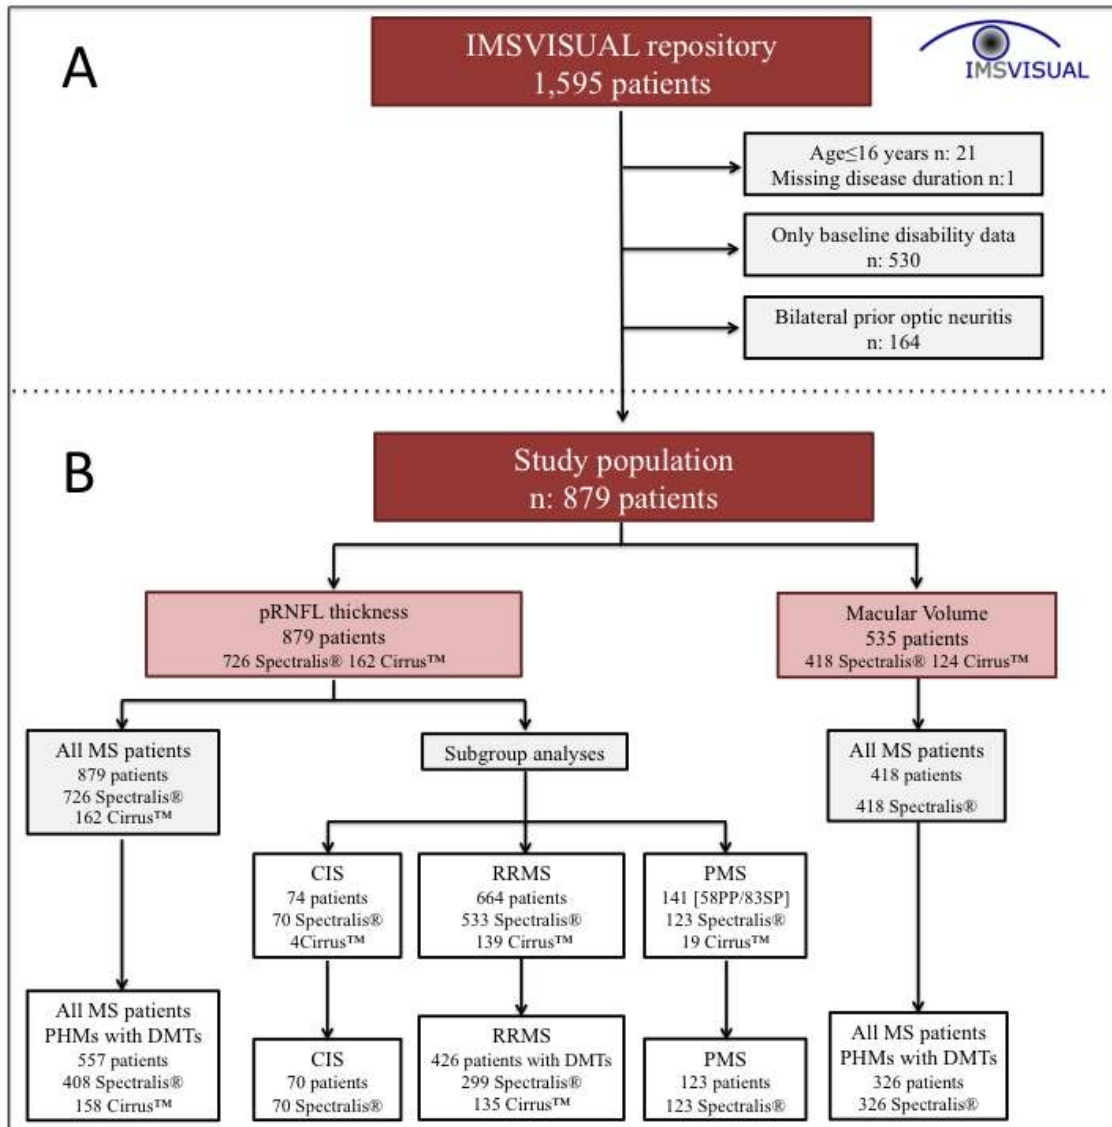 A
IMSVISUAL repository
1,595 patients
IMSVISUAL
Age≤16 years n: 21
Missing disease duration n:1
Only baseline disability data
n: 530
Bilateral prior optic neuritis
n: 164
B
Study population
n: 879 patients
pRNFL thickness
879 patients
726 Spectralis® 162 Cirrus™
Macular Volume
535 patients
418 Spectralis® 124 Cirrus™
All MS patients
879 patients
726 Spectralis®
162 Cirrus™
Subgroup analyses
All MS patients
418 patients
418 Spectralis®
CIS
74 patients
70 Spectralis®
4Cirrus™
RRMS
664 patients
533 Spectralis®
139 Cirrus™
PMS
141 [58PP/83SP]
123 Spectralis®
19 Cirrus™
All MS patients
PHMs with DMTs
557 patients
408 Spectralis®
158 Cirrus™
CIS
70 patients
70 Spectralis®
RRMS
426 patients with DMTs
299 Spectralis®
135 Cirrus™
PMS
123 patients
123 Spectralis®
All MS patients
PHMs with DMTs
326 patients
326 Spectralis®